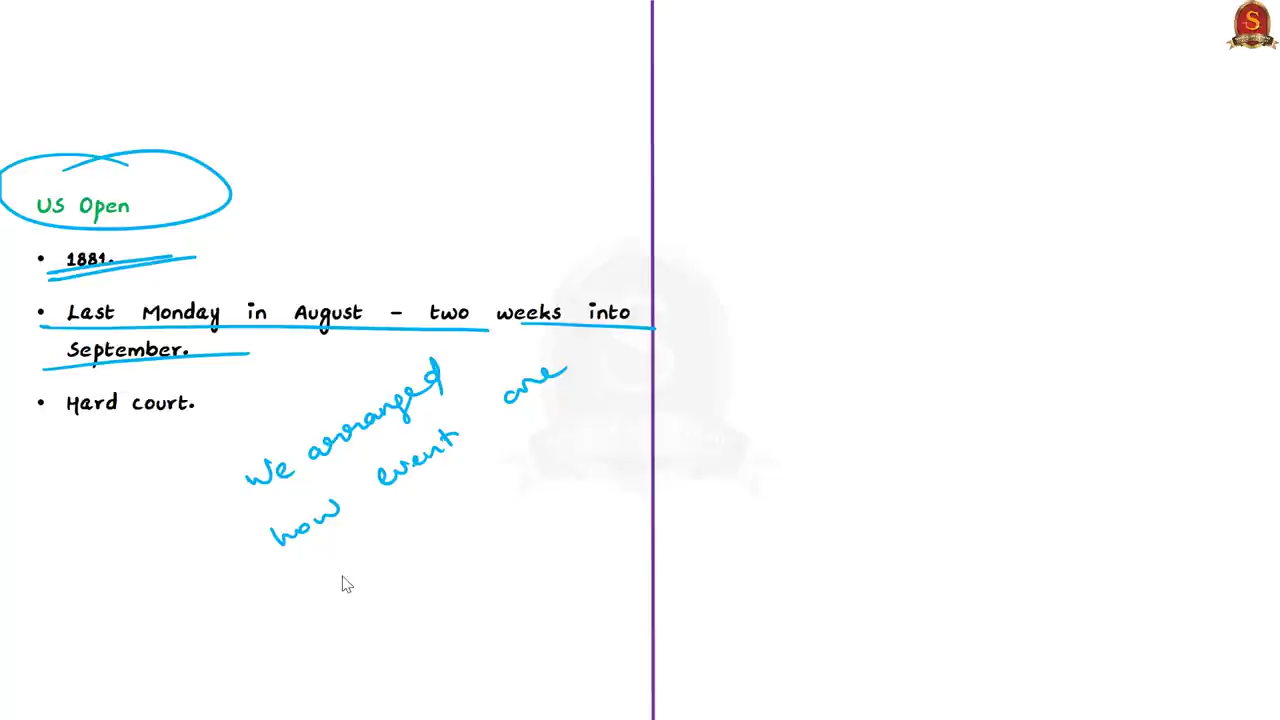 US Open
• 1881.
• Last Monday in August - two weeks into
September.
• Hard court.
We arranged are
how event